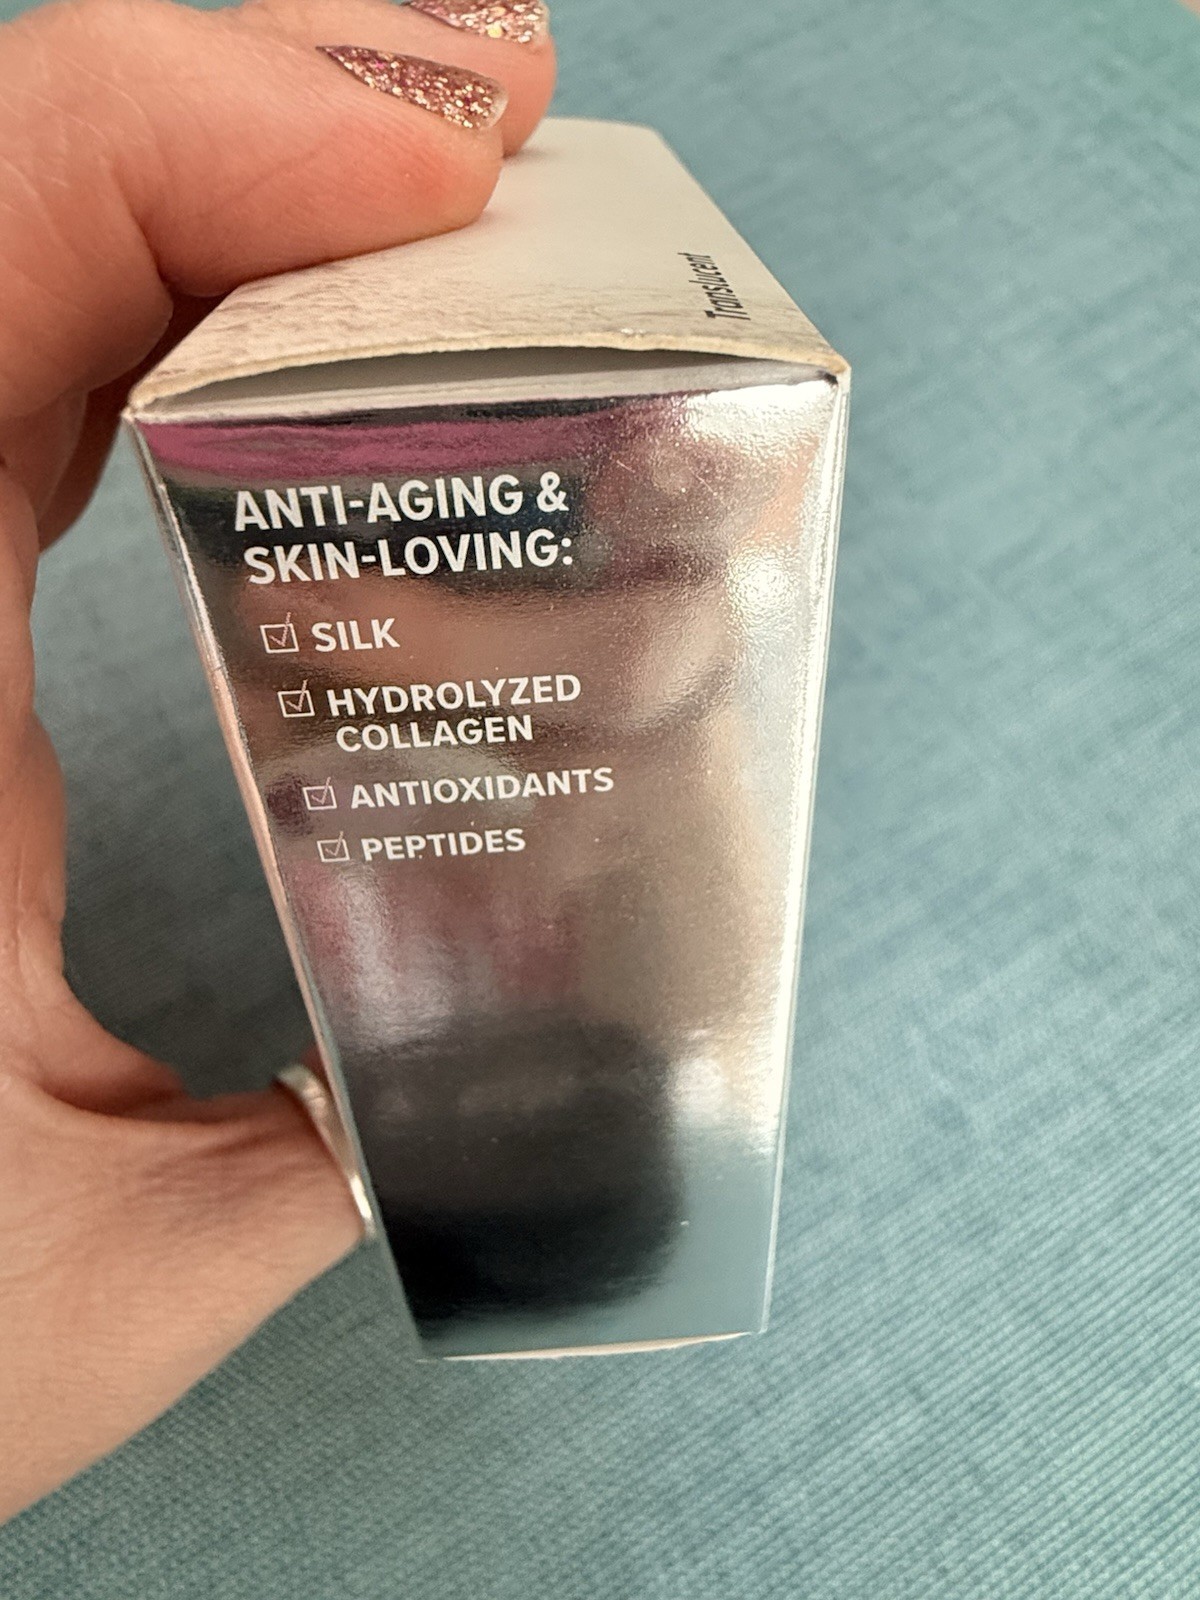 Translucent
ANTI-AGING &
SKIN-LOVING:
SILK
HYDROLYZED
COLLAGEN
ANTIOXIDANTS
PEPTIDES